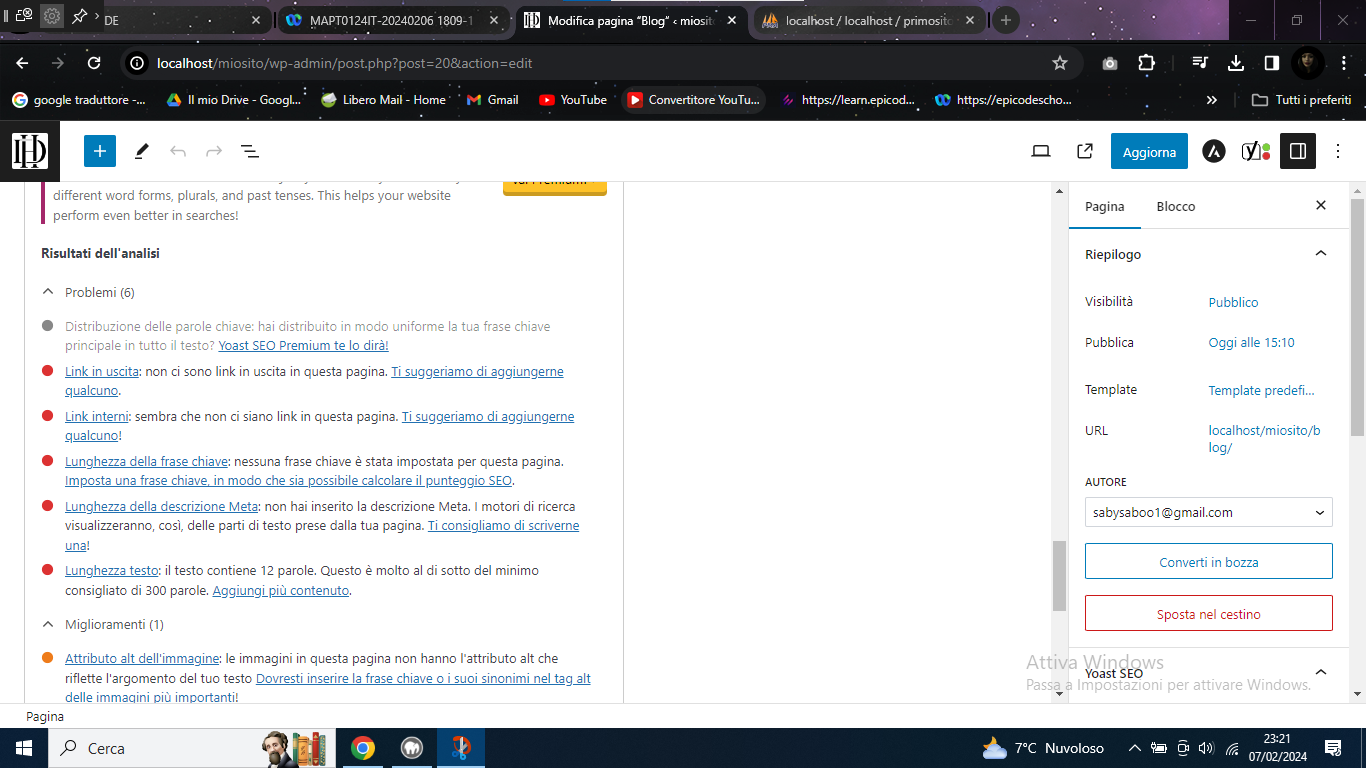 DE
MAPT0124IT-20240206 1809-1
Modifica pagina “Blog” ‹ miosito
localhost / localhost / primosito
localhost/miosito/wp-admin/post.php?post=20&action=edit
google traduttore -...
Il mio Drive - Googl...
Libero Mail - Home
Gmail
YouTube
Convertitore YouTu...
https://learn.epicod...
https://epicodescho...
»
Tutti i preferiti
Aggiorna
different word forms, plurals, and past tenses. This helps your website
perform even better in searches!
Risultati dell'analisi
Problemi (6)
Distribuzione delle parole chiave: hai distribuito in modo uniforme la tua frase chiave
principale in tutto il testo? Yoast SEO Premium te lo dirà!
Link in uscita: non ci sono link in uscita in questa pagina. Ti suggeriamo di aggiungerne
qualcuno.
Link interni: sembra che non ci siano link in questa pagina. Ti suggeriamo di aggiungerne
qualcuno!
Lunghezza della frase chiave: nessuna frase chiave è stata impostata per questa pagina.
Imposta una frase chiave, in modo che sia possibile calcolare il punteggio SEO.
Lunghezza della descrizione Meta: non hai inserito la descrizione Meta. I motori di ricerca
visualizzeranno, così, delle parti di testo prese dalla tua pagina. Ti consigliamo di scriverne
una!
Lunghezza testo: il testo contiene 12 parole. Questo è molto al di sotto del minimo
consigliato di 300 parole. Aggiungi più contenuto.
Miglioramenti (1)
Attributo alt dell'immagine: le immagini in questa pagina non hanno l'attributo alt che
riflette l'argomento del tuo testo Dovresti inserire la frase chiave o i suoi sinonimi nel tag alt
delle immagini più importanti!
Pagina
Blocco
Riepilogo
Visibilità
Pubblico
Pubblica
Oggi alle 15:10
Template
Template predefi...
URL
localhost/miosito/b
log/
AUTORE
sabysaboo1@gmail.com
Converti in bozza
Sposta nel cestino
Yoast SEO
Attiva Windows
Passa a Impostazioni per attivare Windows.
Pagina
Cerca
7°C Nuvoloso
23:21
07/02/2024